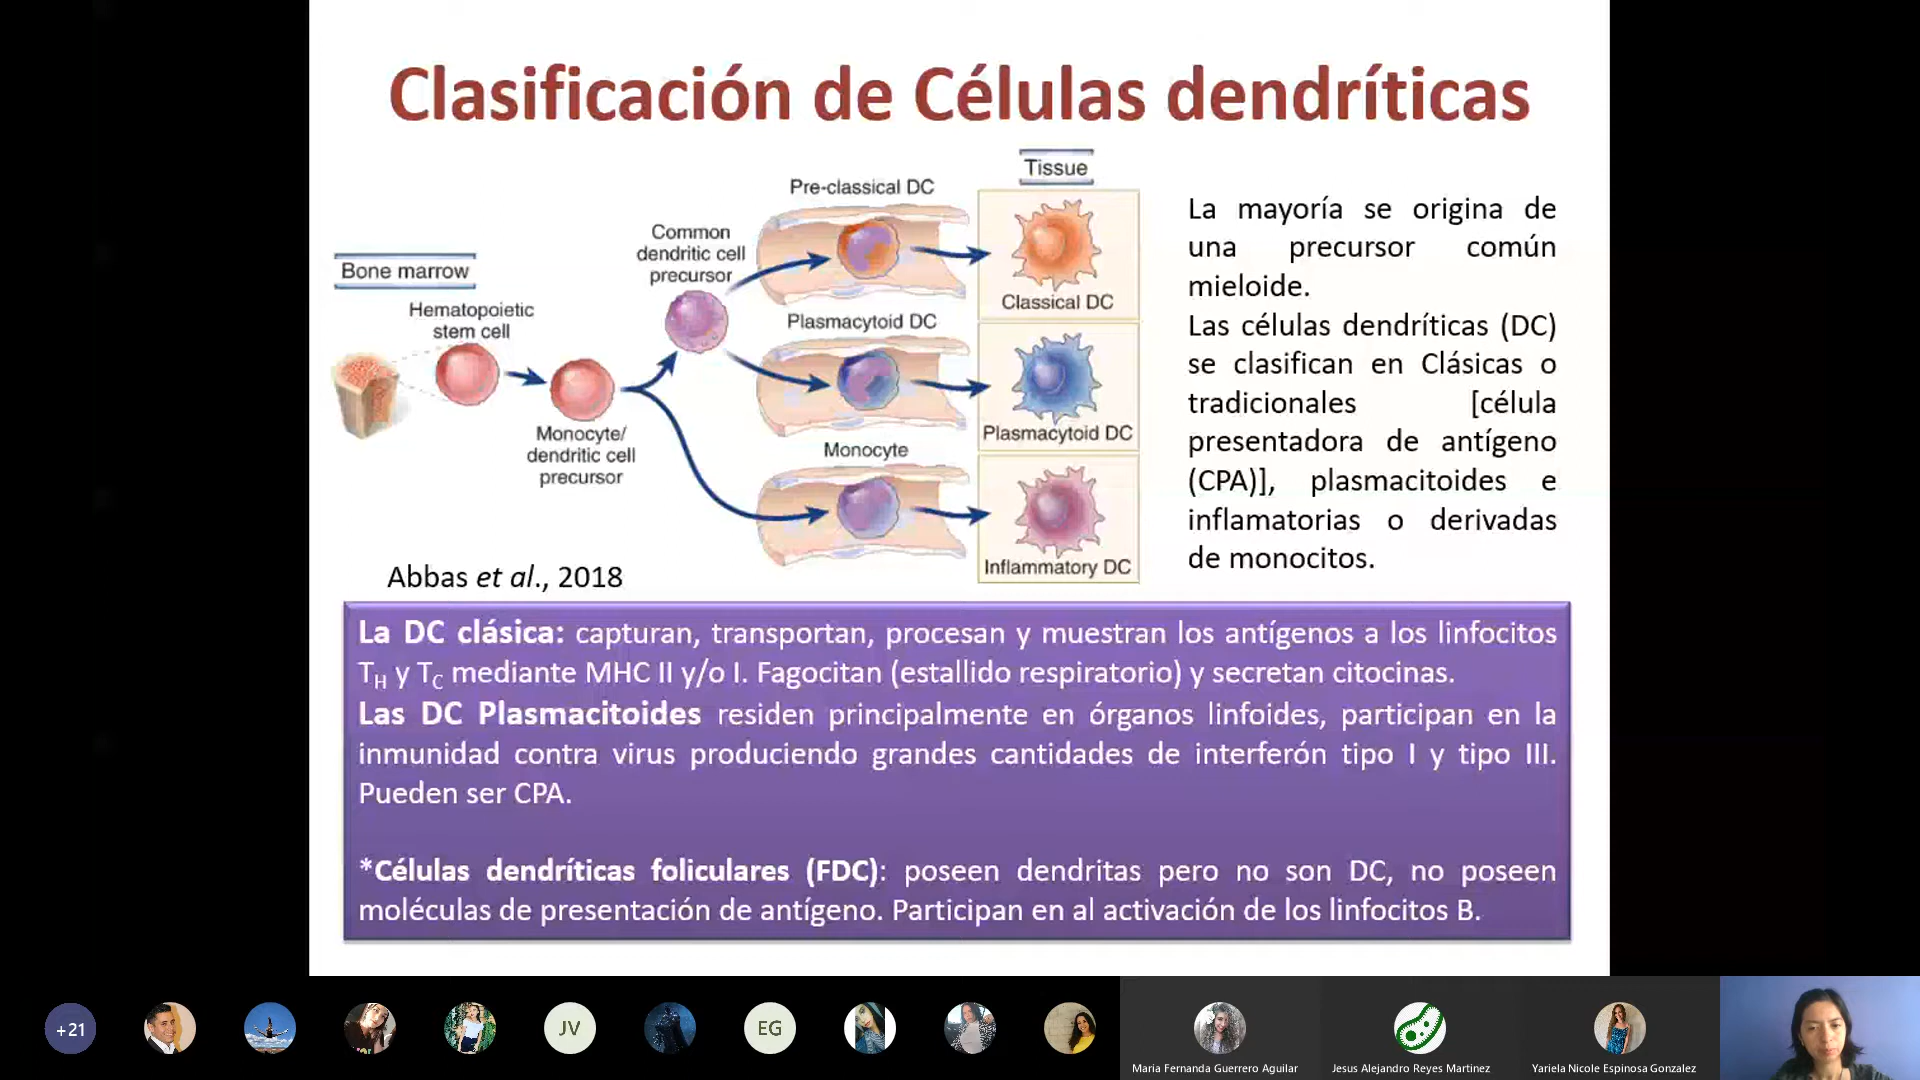 Clasificación de Células dendríticas
Tissue
Pre-classical DC
Common
dendritic cell
precursor
Bone marrow
Hematopoietic
stem cell
Classical DC
Plasmacytoid DC
Monocyte/
dendritic cell
precursor
Plasmacytoid DC
Monocyte
Inflammatory DC
Abbas et al., 2018
La mayoría se origina de
una precursor común
mieloide.
Las células dendríticas (DC)
se clasifican en Clásicas o
tradicionales [célula
presentadora de antígeno
(CPA)], plasmacitoides e
inflamatorias o derivadas
de monocitos.
La DC clásica: capturan, transportan, procesan y muestran los antígenos a los linfocitos
TH y TC mediante MHC II y/o I. Fagocitan (estallido respiratorio) y secretan citocinas.
Las DC Plasmacitoides residen principalmente en órganos linfoides, participan en la
inmunidad contra virus produciendo grandes cantidades de interferón tipo I y tipo III.
Pueden ser CPA.
*Células dendríticas foliculares (FDC): poseen dendritas pero no son DC, no poseen
moléculas de presentación de antígeno. Participan en al activación de los linfocitos B.
+21
JV
EG
Maria Fernanda Guerrero Aguilar
Jesus Alejandro Reyes Martinez
Yariela Nicole Espinosa Gonzalez